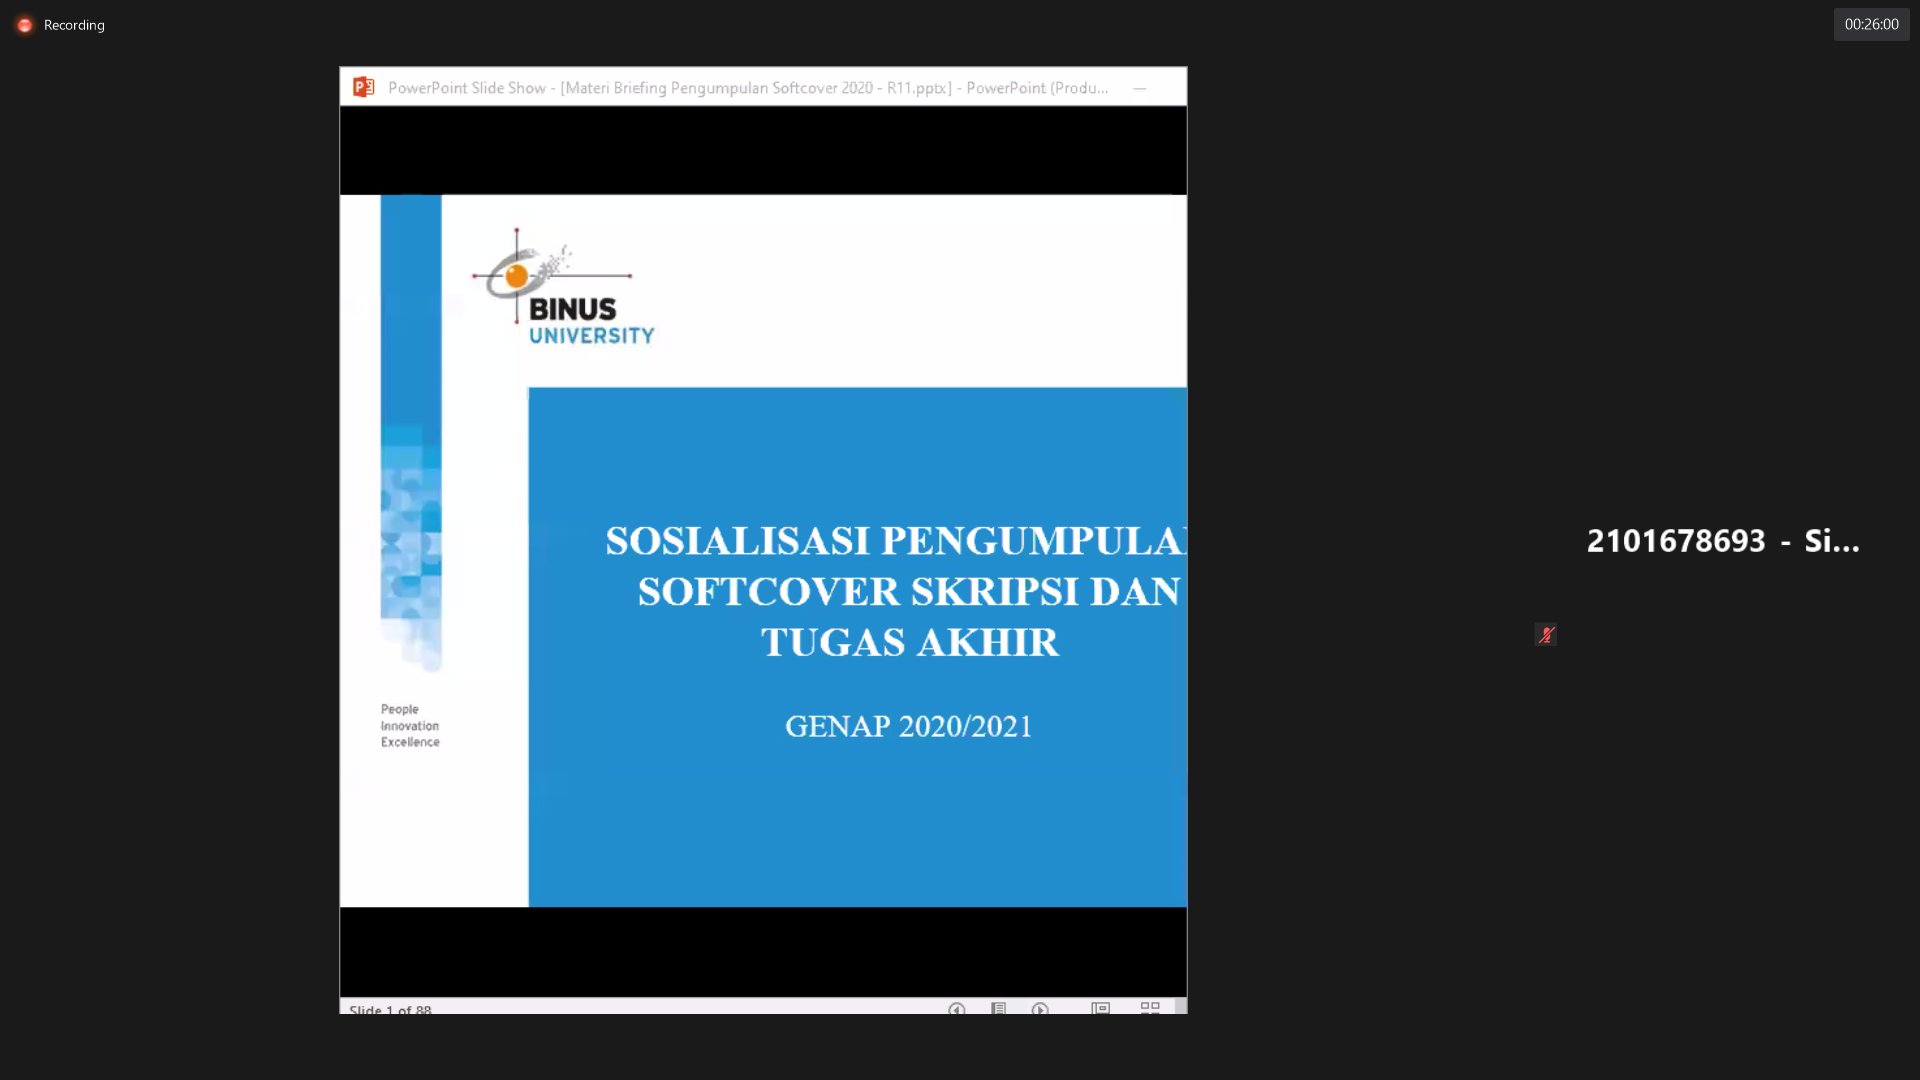 Recording
00:26:00
PowerPoint Slide Show - [Materi Briefing Pengumpulan Softcover 2020 - R11.pptx] - PowerPoint (Produ...
BINUS
UNIVERSITY
SOSIALISASI PENGUMPULA
SOFTCOVER SKRIPSI DAN
TUGAS AKHIR
GENAP 2020/2021
People
Innovation
Excellence
2101678693 - Si...
Slide 1 of 88